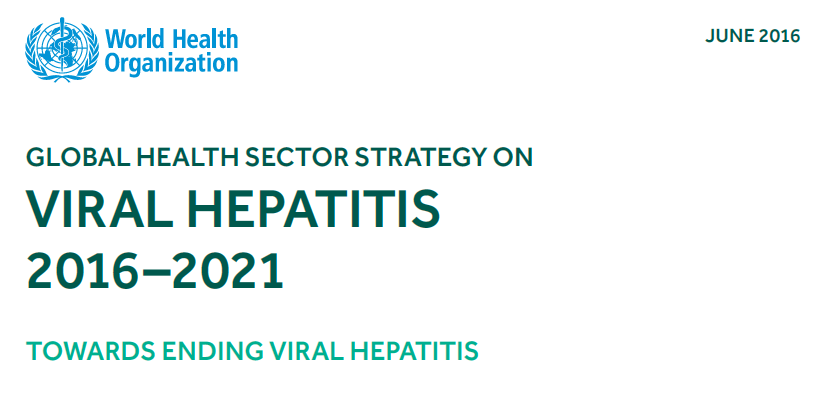 World Health
Organization
JUNE 2016
GLOBAL HEALTH SECTOR STRATEGY ON
VIRAL HEPATITIS
2016–2021
TOWARDS ENDING VIRAL HEPATITIS